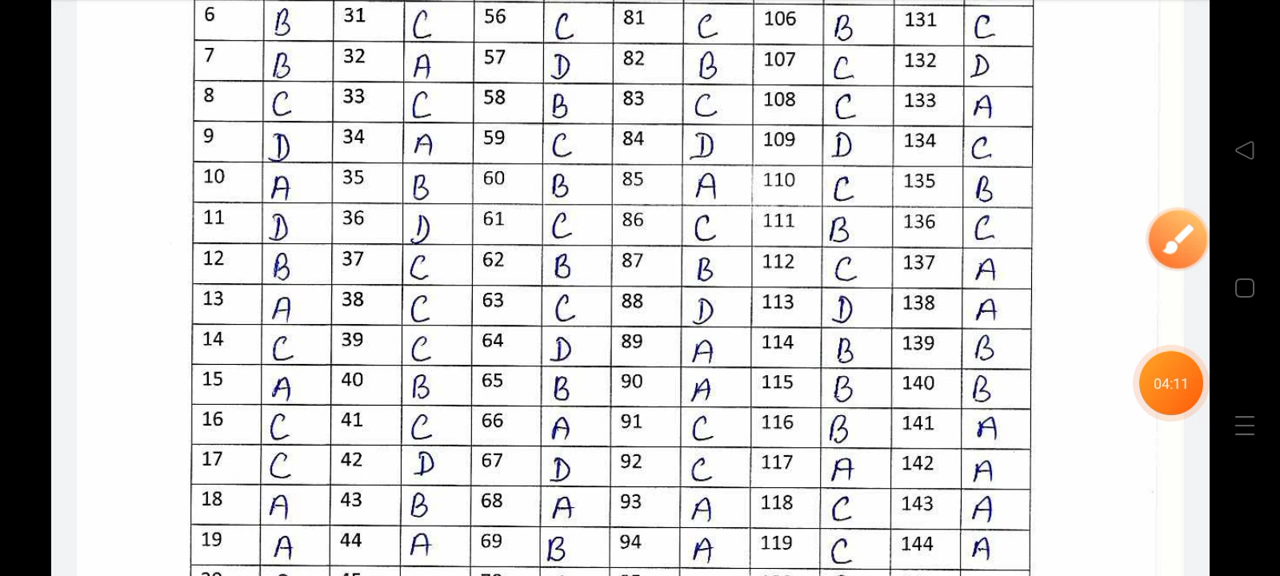 6 B 31 C 56 C 81 C 106 B 131 C
7 B 32 A 57 D 82 B 107 C 132 D
8 C 33 C 58 B 83 C 108 C 133 A
9 D 34 A 59 C 84 D 109 D 134 C
10 A 35 B 60 B 85 A 110 C 135 B
11 D 36 D 61 C 86 C 111 B 136 C
12 B 37 C 62 B 87 B 112 C 137 A
13 A 38 C 63 C 88 D 113 D 138 A
14 C 39 C 64 D 89 A 114 B 139 B
15 A 40 B 65 B 90 A 115 B 140 B
16 C 41 C 66 A 91 C 116 B 141 A
17 C 42 D 67 D 92 C 117 A 142 A
18 A 43 B 68 A 93 A 118 C 143 A
19 A 44 A 69 B 94 A 119 C 144 A
04:11